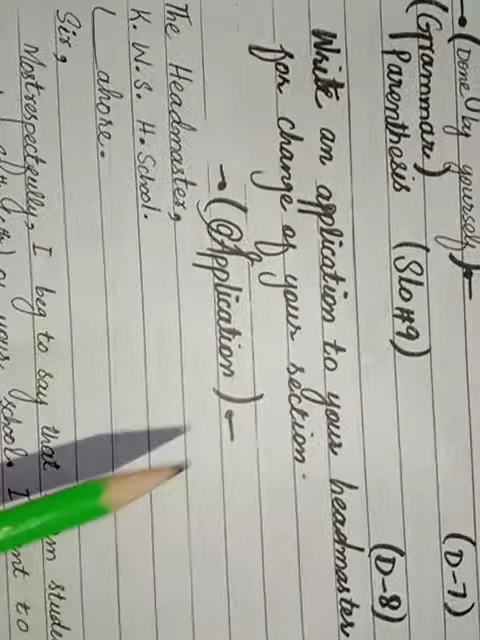 → (Done by yourself) ← (D-7)
(Grammar)
Parenthesis (Slo#9) (D-8)
Write an application to your headmaster
for change of your section.
→ (Application) ←
The Headmaster,
K. W. S. H. School.
Lahore.
Sir,
Most respectfully, I beg to say that
your school. I